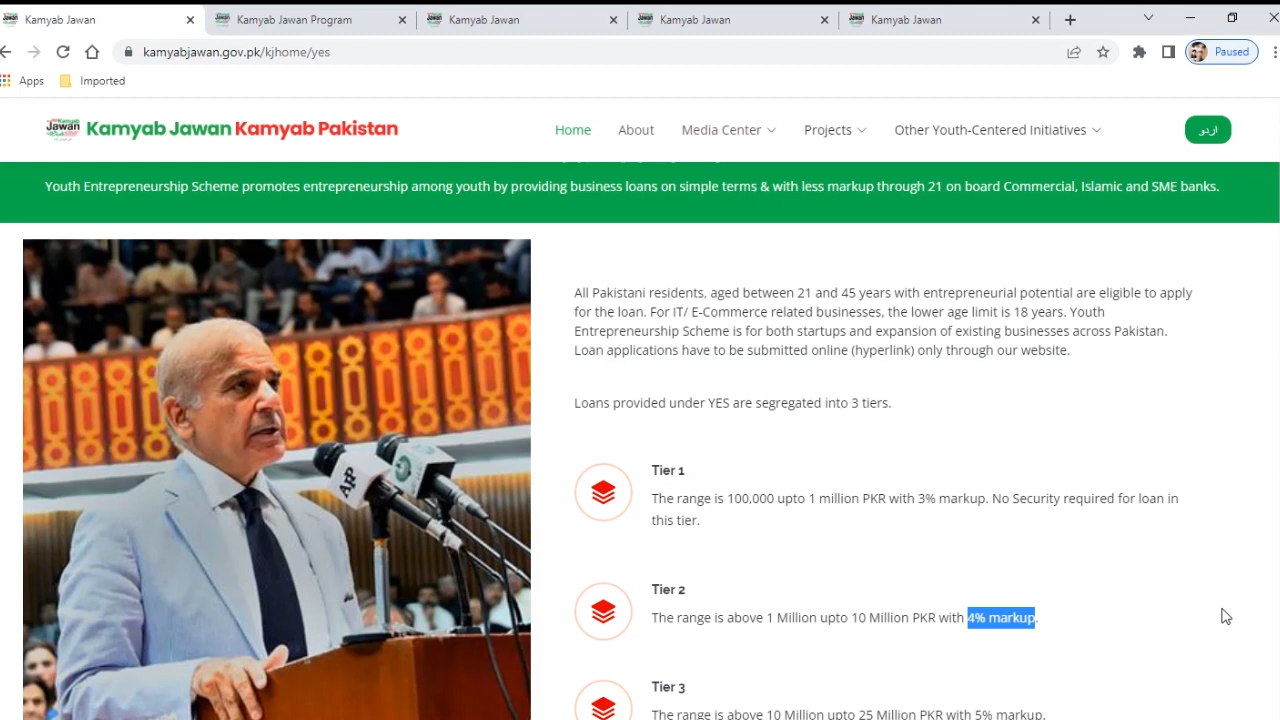 Kamyab Jawan
Kamyab Jawan Program
Kamyab Jawan
Kamyab Jawan
Kamyab Jawan
kamyabjawan.gov.pk/kjhome/yes
Paused
Apps
Imported
Kamyab Jawan Kamyab Pakistan
Home
About
Media Center
Projects
Other Youth-Centered Initiatives
اردو
Youth Entrepreneurship Scheme promotes entrepreneurship among youth by providing business loans on simple terms & with less markup through 21 on board Commercial, Islamic and SME banks.
All Pakistani residents, aged between 21 and 45 years with entrepreneurial potential are eligible to apply
for the loan. For IT/ E-Commerce related businesses, the lower age limit is 18 years. Youth
Entrepreneurship Scheme is for both startups and expansion of existing businesses across Pakistan.
Loan applications have to be submitted online (hyperlink) only through our website.
Loans provided under YES are segregated into 3 tiers.
Tier 1
The range is 100,000 upto 1 million PKR with 3% markup. No Security required for loan in
this tier.
Tier 2
The range is above 1 Million upto 10 Million PKR with 4% markup.
Tier 3
The range is above 10 Million upto 25 Million PKR with 5% markup.
APP